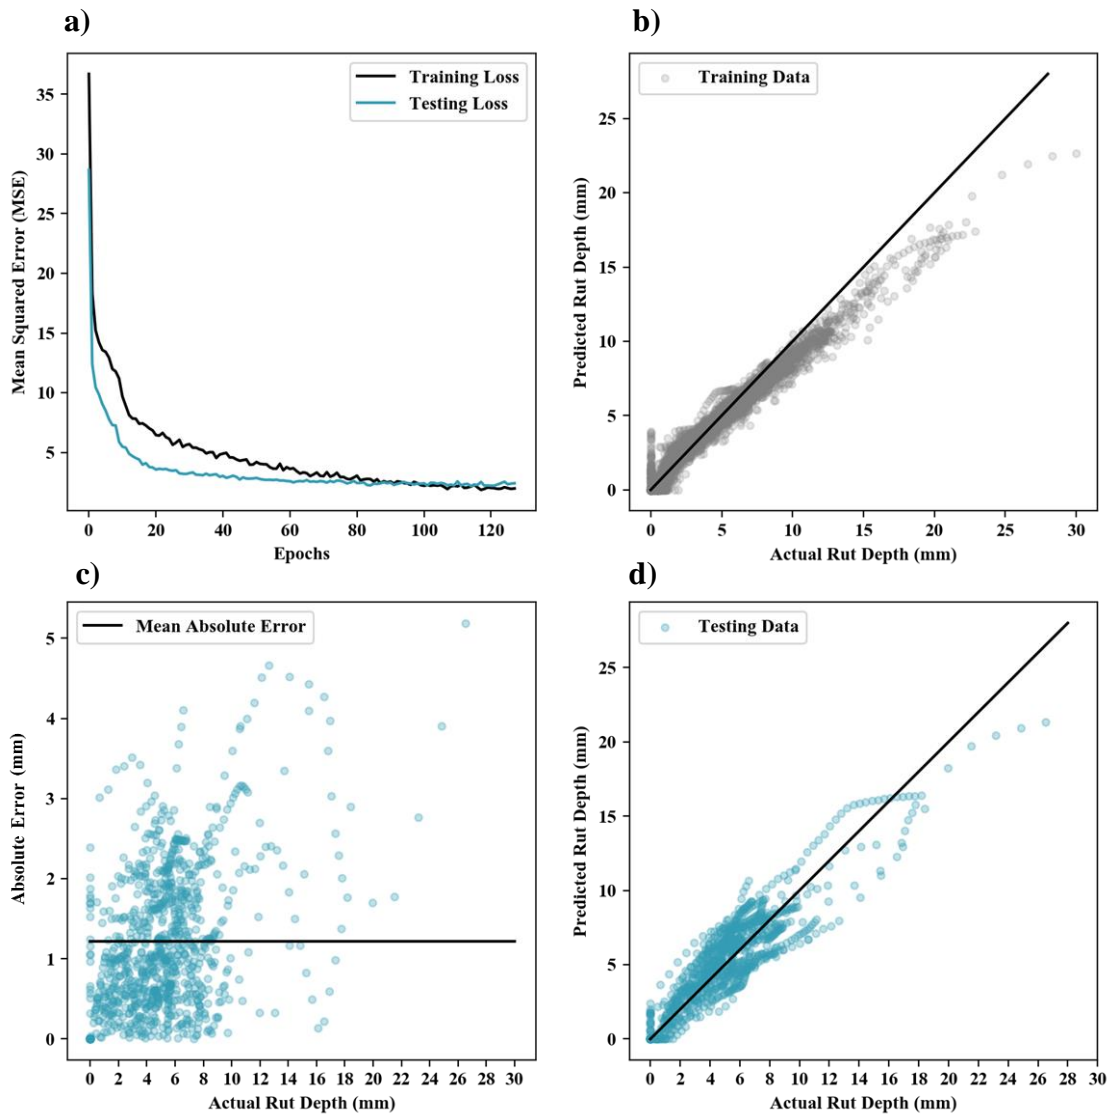 a)
Training Loss
Testing Loss
35
30
25
20
15
10
5
Mean Squared Error (MSE)
0 20 40 60 80 100 120
Epochs
b)
Training Data
25
20
15
10
5
0
Predicted Rut Depth (mm)
0 5 10 15 20 25 30
Actual Rut Depth (mm)
c)
Mean Absolute Error
5
4
3
2
1
0
Absolute Error (mm)
0 2 4 6 8 10 12 14 16 18 20 22 24 26 28 30
Actual Rut Depth (mm)
d)
Testing Data
25
20
15
10
5
0
Predicted Rut Depth (mm)
0 2 4 6 8 10 12 14 16 18 20 22 24 26 28 30
Actual Rut Depth (mm)